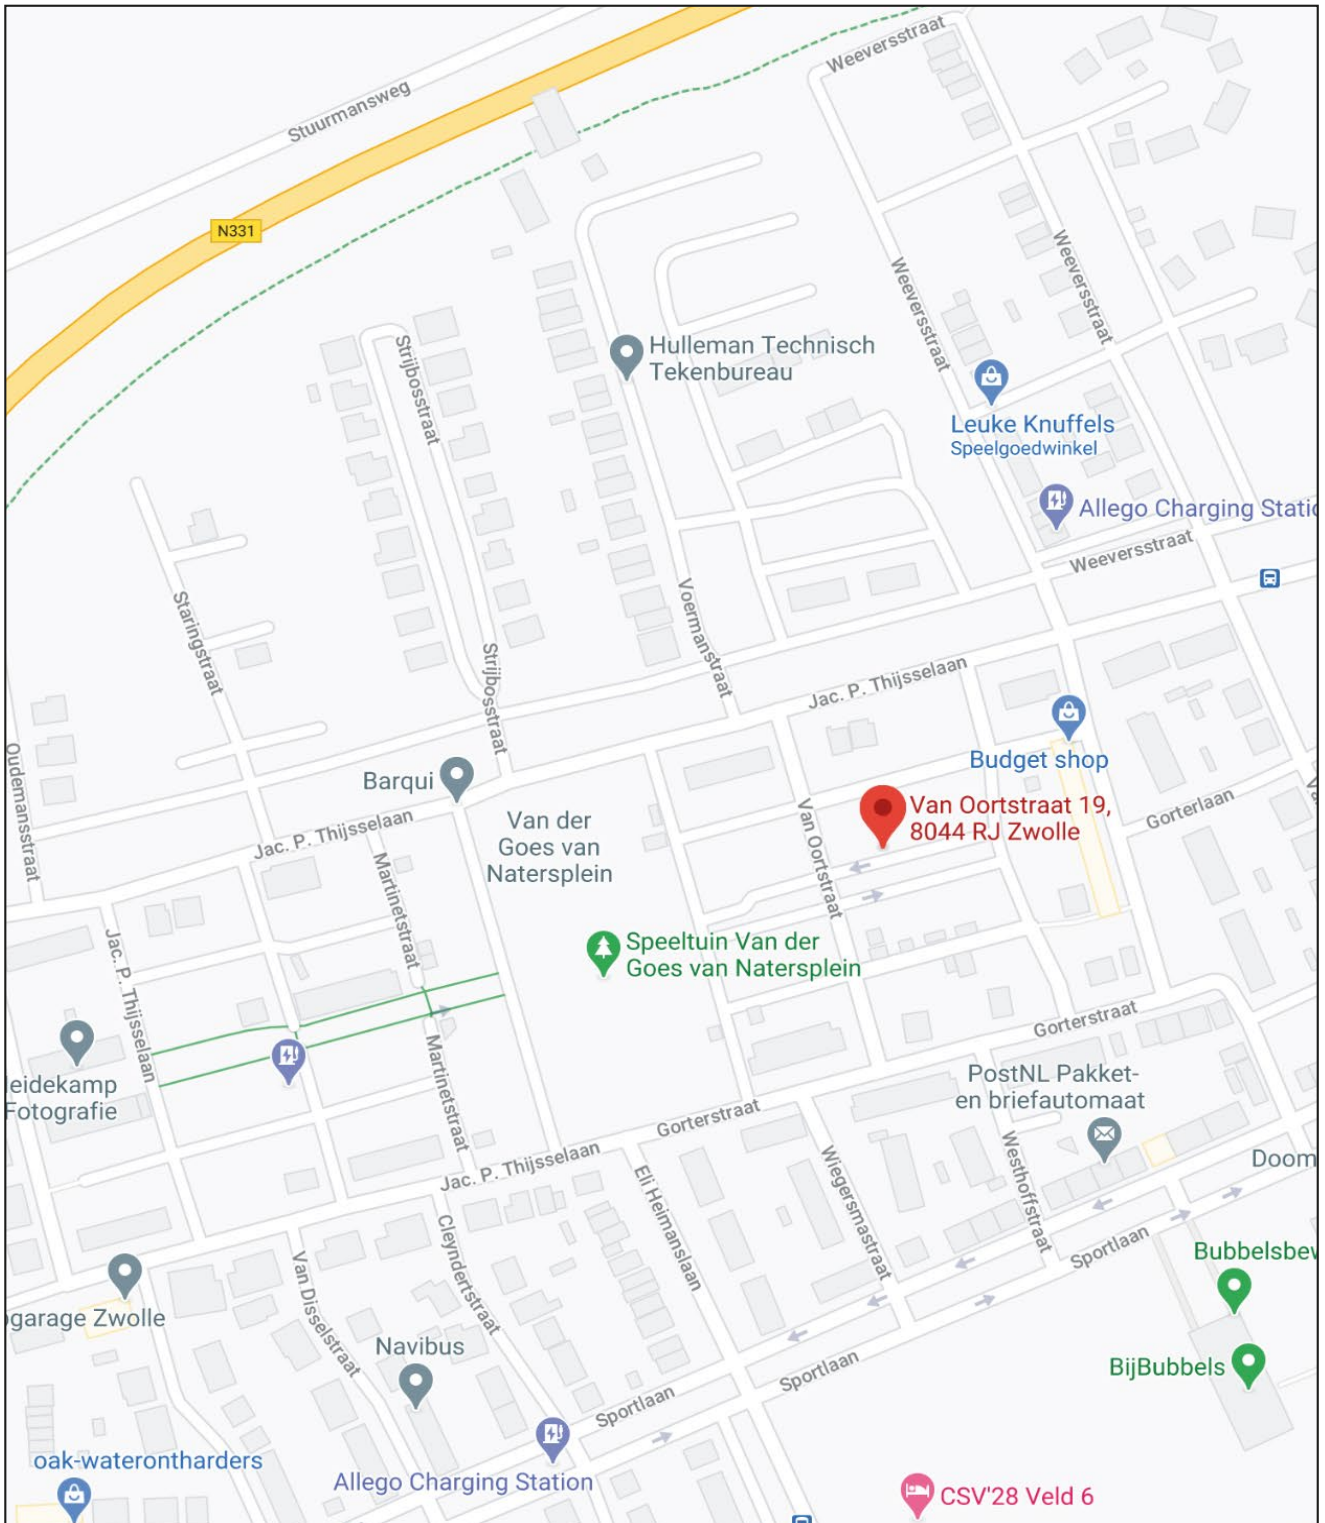 Weeversstraat
Stuurmansweg
N331
Weeversstraat
Weeversstraat
Strijbosstraat
Hulleman Technisch
Tekenbureau
Leuke Knuffels
Speelgoedwinkel
Allego Charging Statio
Weeversstraat
Staringstraat
Voermanstraat
Strijbosstraat
Jac. P. Thijsselaan
Oudemansstraat
Barqui
Budget shop
Van Oortstraat 19,
8044 RJ Zwolle
Gorterlaan
Van der
Goes van
Natersplein
Jac. P. Thijsselaan
Martinetstraat
Van Oortstraat
Jac. P. Thijsselaan
Speeltuin Van der
Goes van Natersplein
Gorterstraat
eidekamp
Fotografie
Martinetstraat
PostNL Pakket-
en briefautomaat
Gorterstraat
Jac. P. Thijsselaan
Doom
Eli Heimanslaan
Wiegersmastraat
Westhoffstraat
Cleyndertstraat
Van Disselstraat
Sportlaan
Bubbelsbew
garage Zwolle
Navibus
Sportlaan
BijBubbels
Sportlaan
oak-waterontharders
Allego Charging Station
CSV'28 Veld 6